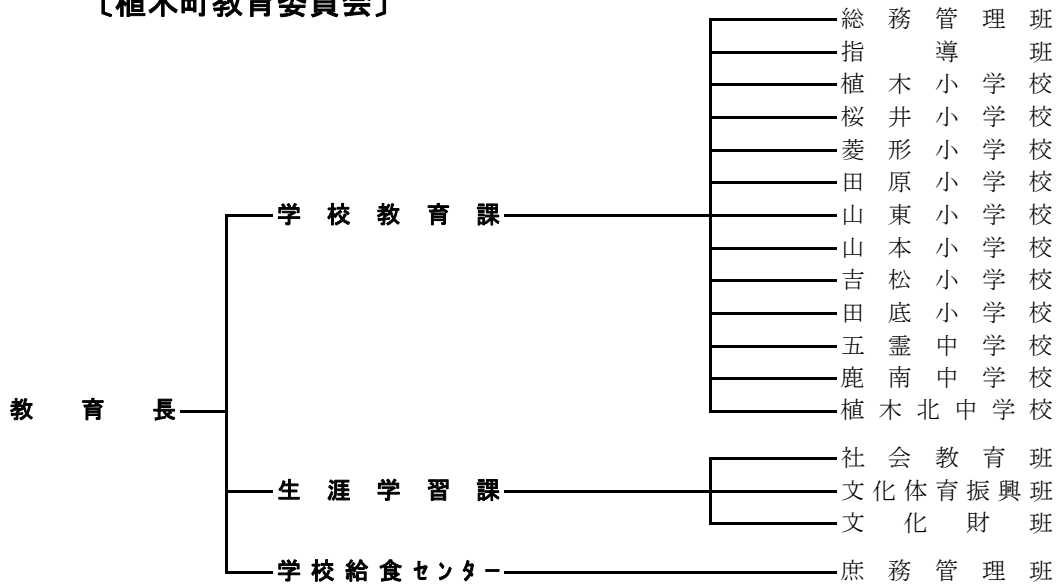 〔植木町教育委員会〕
総務管理班
指導班
植木小学校
桜井小学校
菱形小学校
田原小学校
学校教育課
山東小学校
山本小学校
吉松小学校
田底小学校
五霊中学校
鹿南中学校
教育長
植木北中学校
社会教育班
生涯学習課
文化体育振興班
文化財班
学校給食センター
庶務管理班